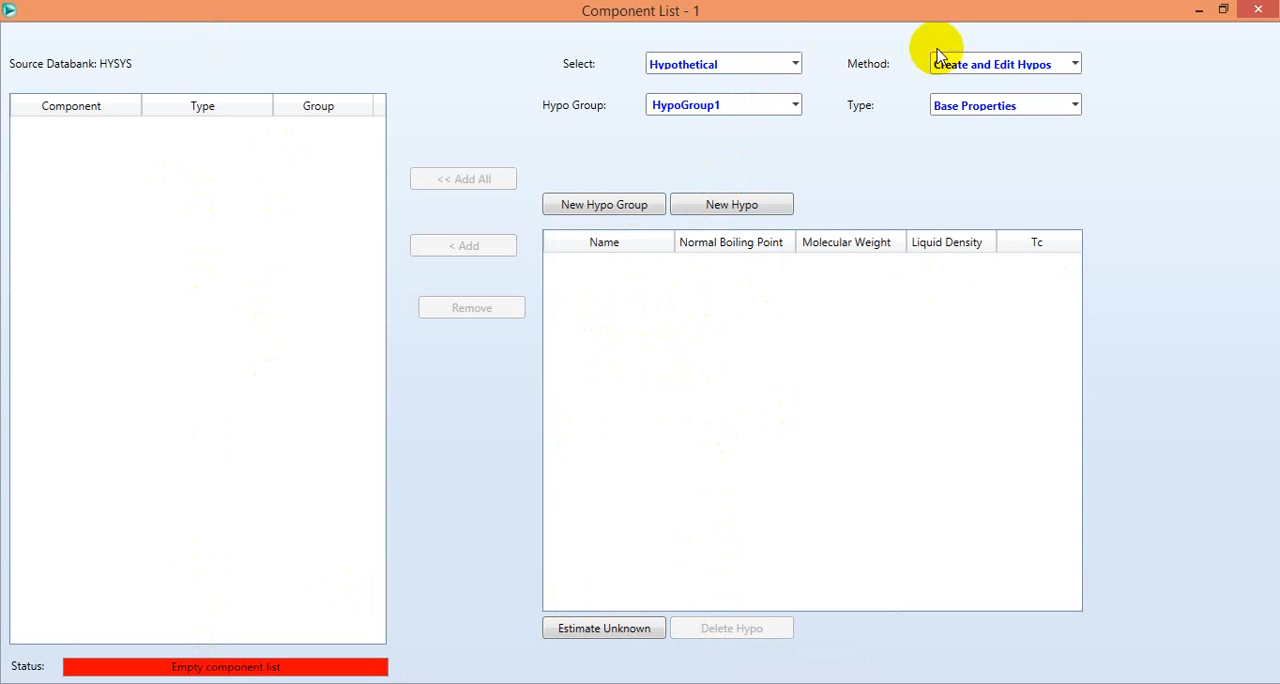 Component List - 1
Source Databank: HYSYS
Select: Hypothetical Method: Create and Edit Hypos
Hypo Group: HypoGroup1 Type: Base Properties
Component Type Group
<< Add All
New Hypo Group New Hypo
Name Normal Boiling Point Molecular Weight Liquid Density Tc
< Add
Remove
Estimate Unknown Delete Hypo
Status: Empty component list